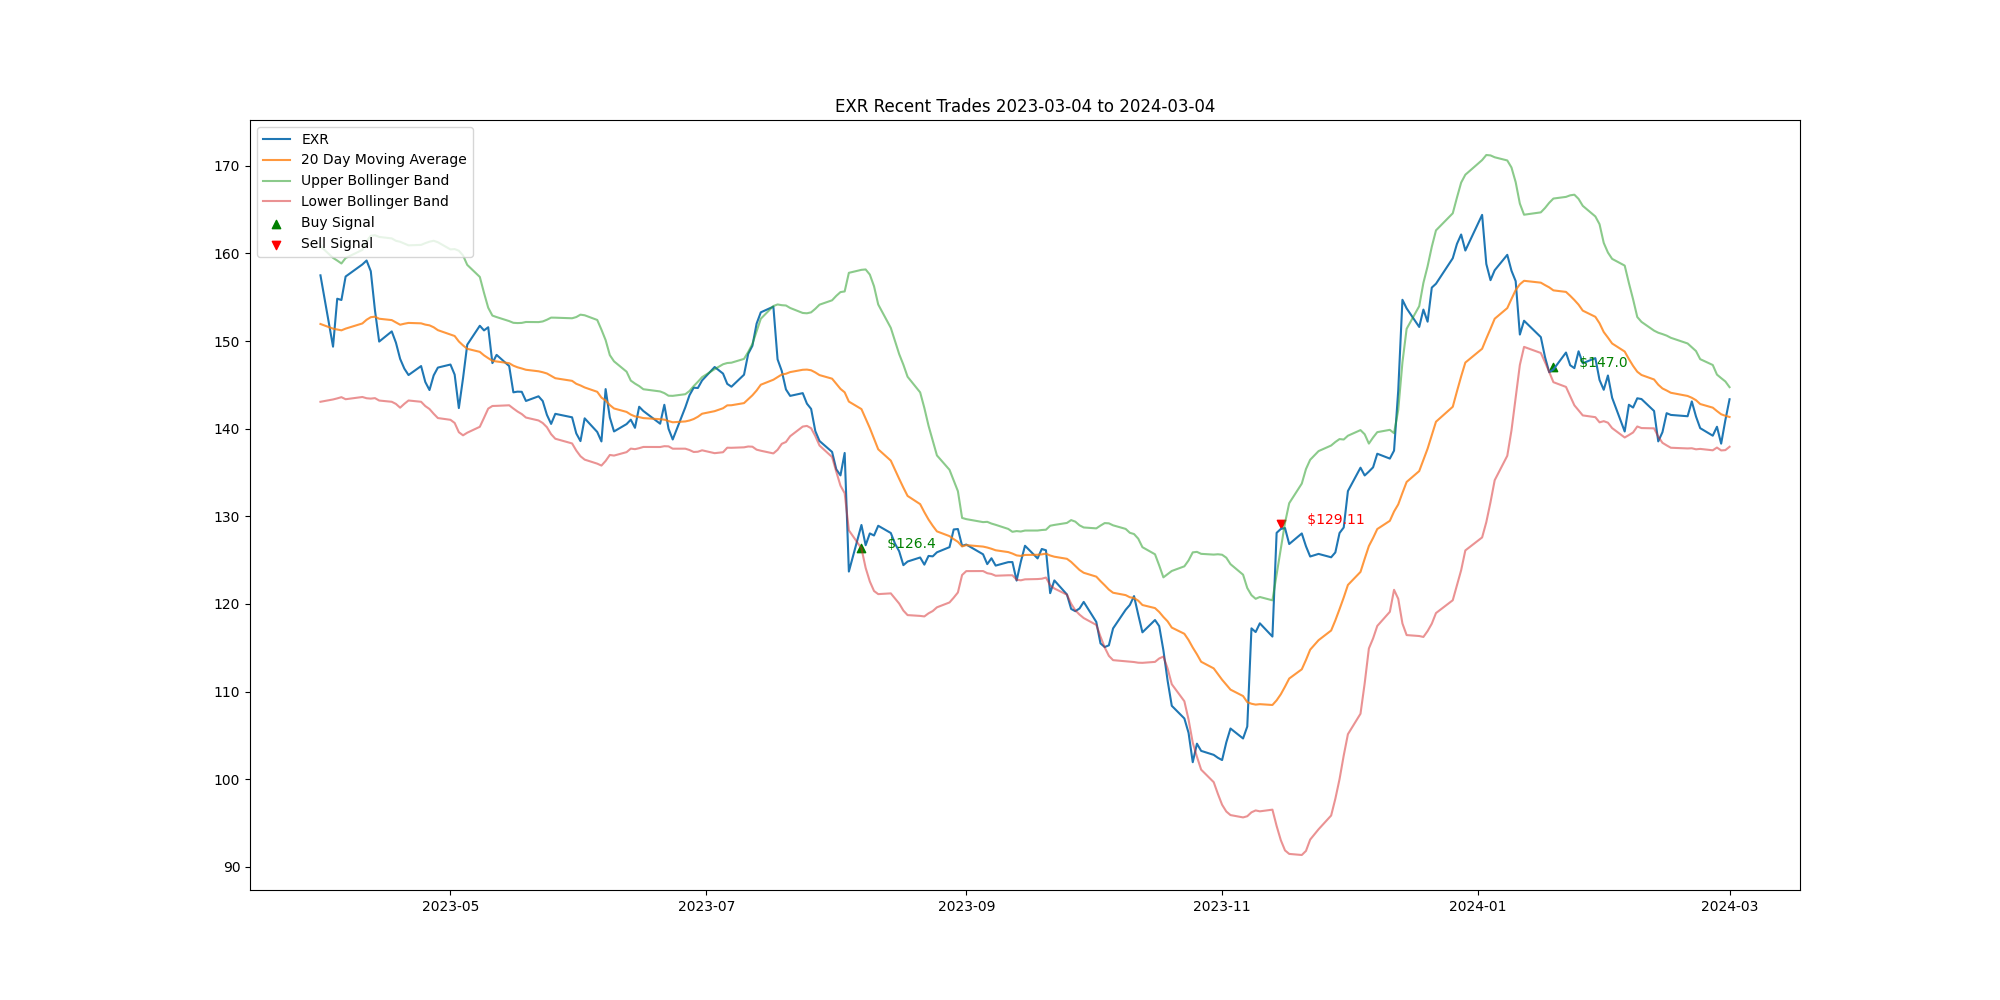 EXR Recent Trades 2023-03-04 to 2024-03-04
EXR
20 Day Moving Average
Upper Bollinger Band
Lower Bollinger Band
Buy Signal
Sell Signal
170
160
150
140
130
120
110
100
90
$126.4
$129.11
$147.0
2023-05
2023-07
2023-09
2023-11
2024-01
2024-03